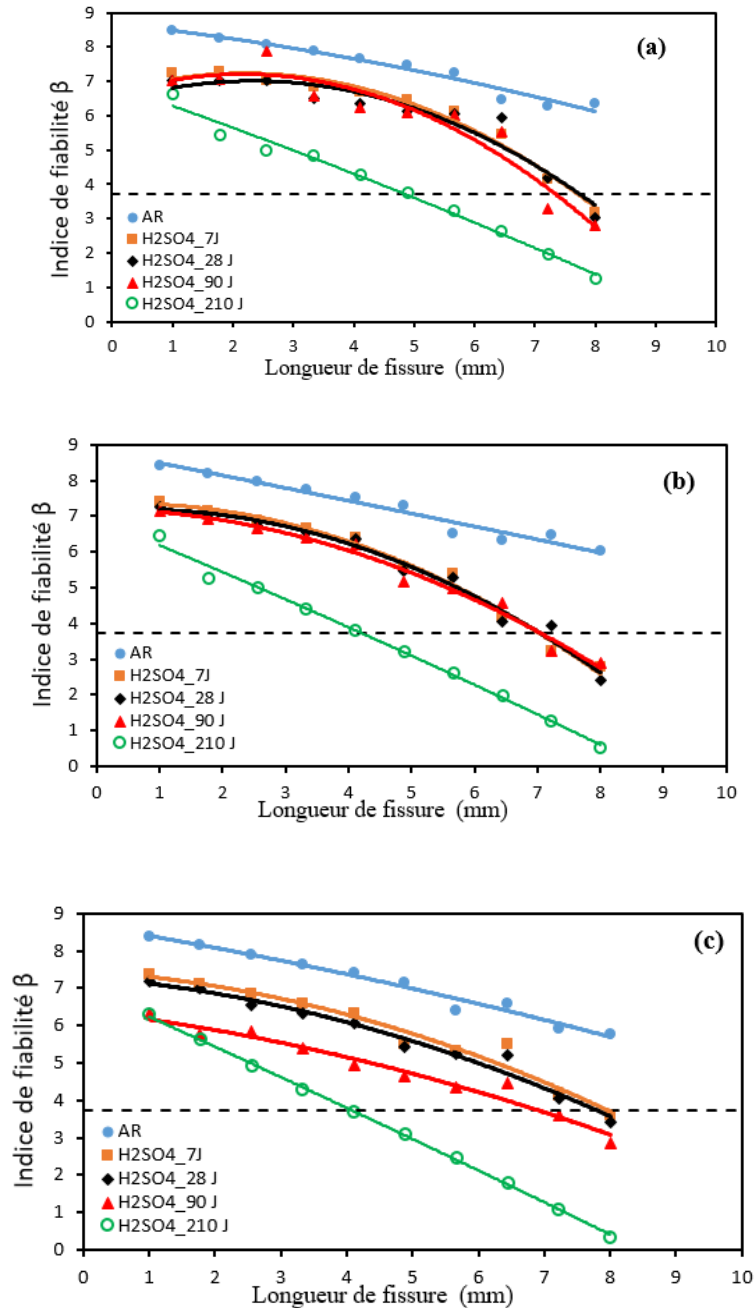 (a)
Indice de fiabilité β
9
8
7
6
5
4
3
2
1
0
AR
H2SO4_7J
H2SO4_28 J
H2SO4_90 J
H2SO4_210 J
0 1 2 3 4 5 6 7 8 9 10
Longueur de fissure (mm)
(b)
Indice de fiabilité β
9
8
7
6
5
4
3
2
1
0
AR
H2SO4_7J
H2SO4_28 J
H2SO4_90 J
H2SO4_210 J
0 1 2 3 4 5 6 7 8 9 10
Longueur de fissure (mm)
(c)
Indice de fiabilité β
9
8
7
6
5
4
3
2
1
0
AR
H2SO4_7J
H2SO4_28 J
H2SO4_90 J
H2SO4_210 J
0 1 2 3 4 5 6 7 8 9 10
Longueur de fissure (mm)